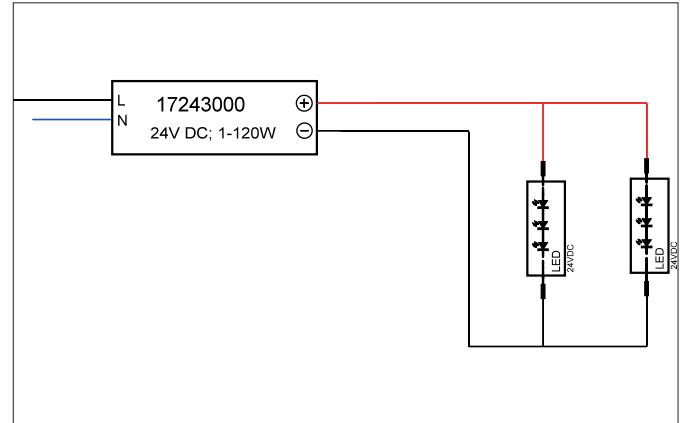 L
17243000
+
N
24V DC; 1-120W
−
LED
24VDC
LED
24VDC